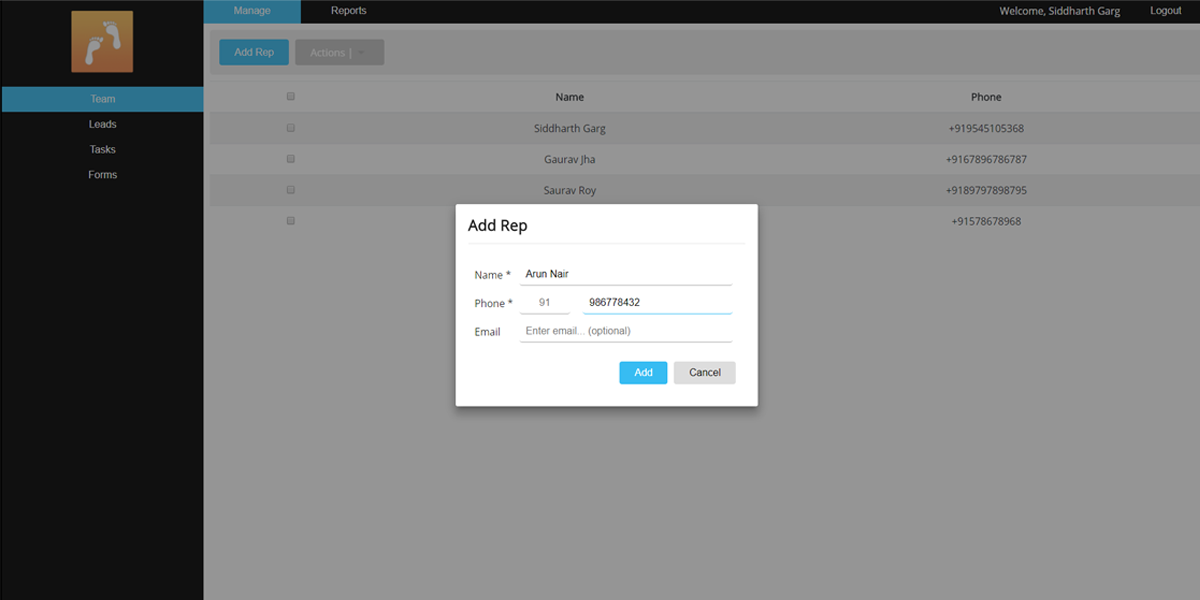 Manage Reports Welcome, Siddharth Garg Logout
Add Rep Actions |
Team
Leads
Tasks
Forms
Name Phone
Siddharth Garg +919545105368
Gaurav Jha +9167896786787
Saurav Roy +9189797898795
+91578678968
Add Rep
Name * Arun Nair
Phone * 91 986778432
Email Enter email... (optional)
Add Cancel